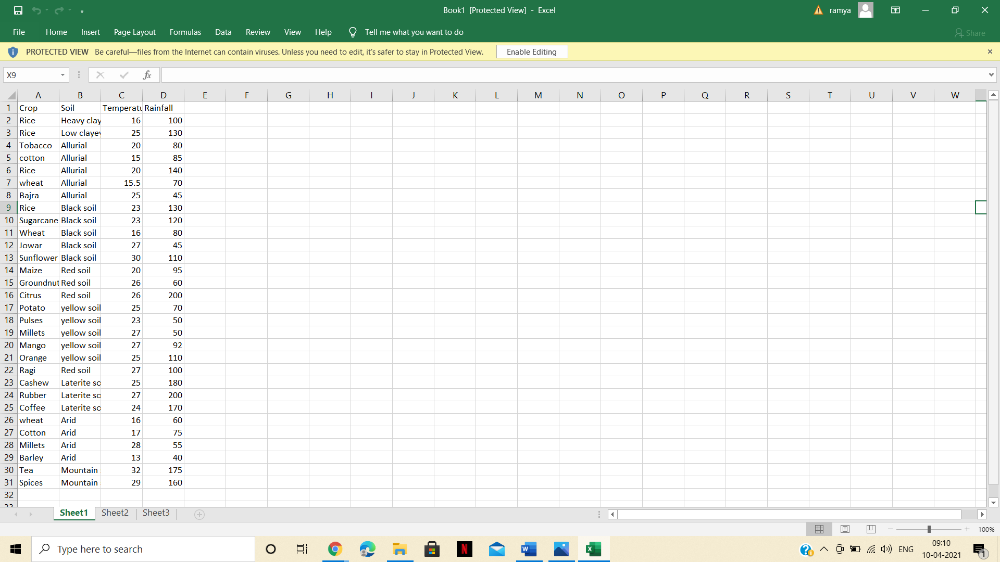 Book1 [Protected View] - Excel
ramya
File Home Insert Page Layout Formulas Data Review View Help Tell me what you want to do Share
PROTECTED VIEW Be careful—files from the Internet can contain viruses. Unless you need to edit, it's safer to stay in Protected View. Enable Editing
X9 fx
A B C D E F G H I J K L M N O P Q R S T U V W
1 Crop Soil Temperatu Rainfall
2 Rice Heavy clay 16 100
3 Rice Low clayey 25 130
4 Tobacco Allurial 20 80
5 cotton Allurial 15 85
6 Rice Allurial 20 140
7 wheat Allurial 15.5 70
8 Bajra Allurial 25 45
9 Rice Black soil 23 130
10 Sugarcane Black soil 23 120
11 Wheat Black soil 16 80
12 Jowar Black soil 27 45
13 Sunflower Black soil 30 110
14 Maize Red soil 20 95
15 Groundnut Red soil 26 60
16 Citrus Red soil 26 200
17 Potato yellow soil 25 70
18 Pulses yellow soil 23 50
19 Millets yellow soil 27 50
20 Mango yellow soil 27 92
21 Orange yellow soil 25 110
22 Ragi Red soil 27 100
23 Cashew Laterite so 25 180
24 Rubber Laterite so 27 200
25 Coffee Laterite so 24 170
26 wheat Arid 16 60
27 Cotton Arid 17 75
28 Millets Arid 28 55
29 Barley Arid 13 40
30 Tea Mountain 32 175
31 Spices Mountain 29 160
32
33
Sheet1 Sheet2 Sheet3
100%
Type here to search
ENG
09:10
10-04-2021
1